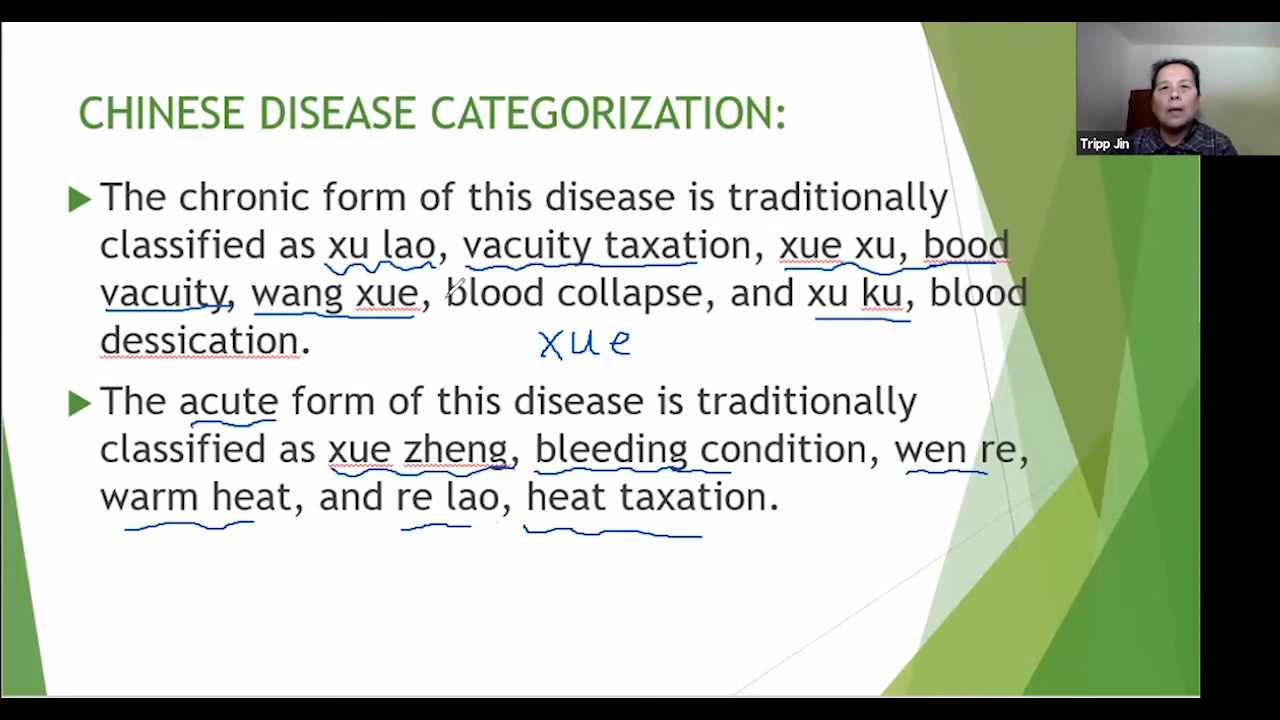 CHINESE DISEASE CATEGORIZATION:
The chronic form of this disease is traditionally
classified as xu lao, vacuity taxation, xue xu, bood
vacuity, wang xue, blood collapse, and xu ku, blood
dessication.
xue
The acute form of this disease is traditionally
classified as xue zheng, bleeding condition, wen re,
warm heat, and re lao, heat taxation.
Tripp Jin